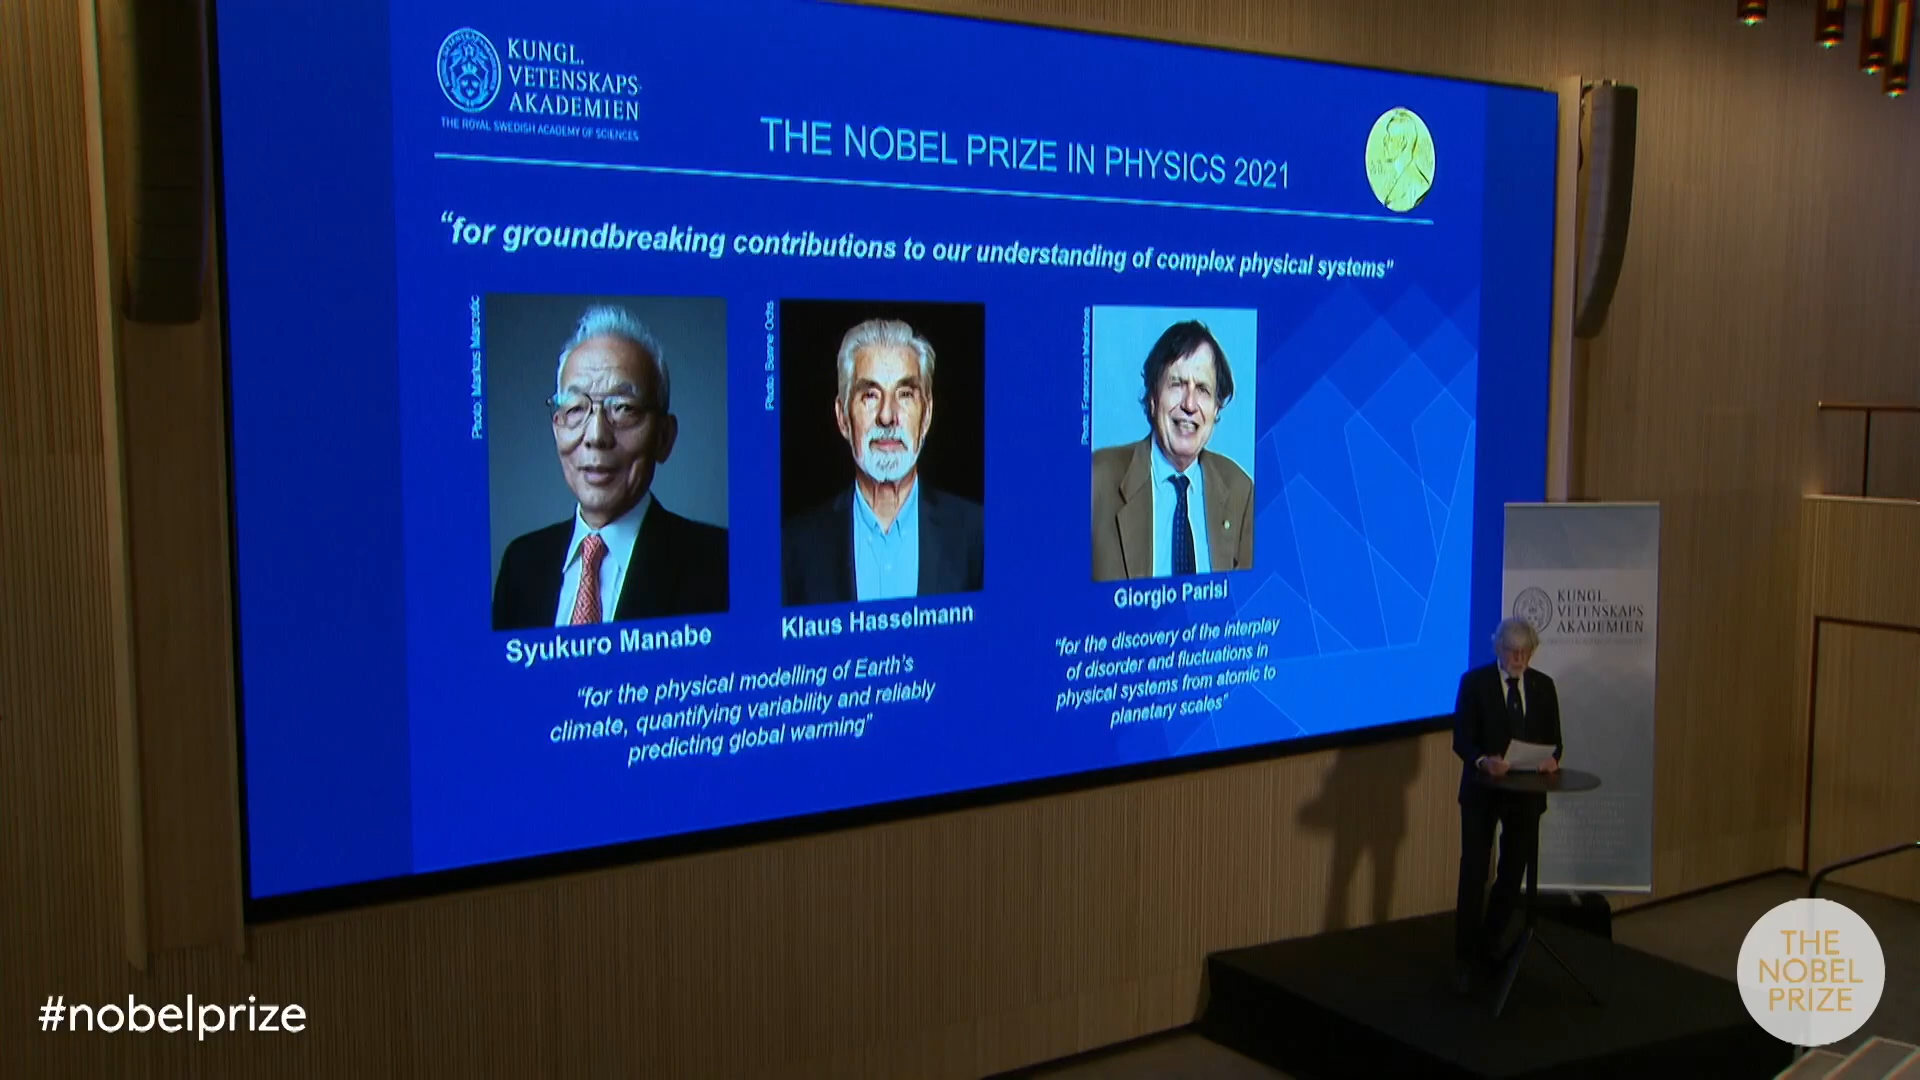 KUNGL.
VETENSKAPS-
AKADEMIEN
THE ROYAL SWEDISH ACADEMY OF SCIENCES
THE NOBEL PRIZE IN PHYSICS 2021
“for groundbreaking contributions to our understanding of complex physical systems”
Syukuro Manabe
Klaus Hasselmann
Giorgio Parisi
“for the physical modelling of Earth’s
climate, quantifying variability and reliably
predicting global warming”
“for the discovery of the interplay
of disorder and fluctuations in
physical systems from atomic to
planetary scales”
KUNGL.
VETENSKAPS
AKADEMIEN
#nobelprize
THE
NOBEL
PRIZE